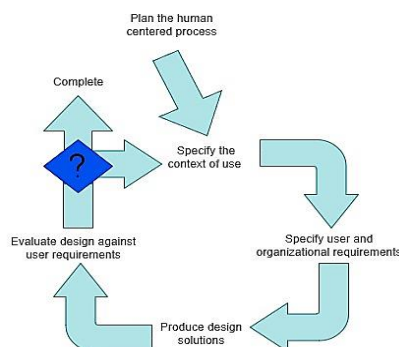 Plan the human
centered process
Complete
Specify the
context of use
?
Evaluate design against
user requirements
Specify user and
organizational requirements
Produce design
solutions